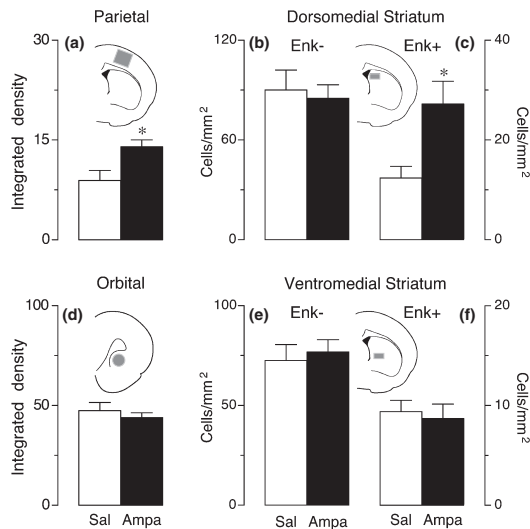 Parietal
Dorsomedial Striatum
30
(a)
15
0
Integrated density
*
120
(b)
Enk-
60
0
Cells/mm²
Enk+
(c)
40
20
0
Cells/mm²
*
Orbital
Ventromedial Striatum
100
(d)
50
0
Integrated density
Sal Ampa
100
(e)
Enk-
50
0
Cells/mm²
Sal Ampa
Enk+
(f)
20
10
0
Cells/mm²
Sal Ampa